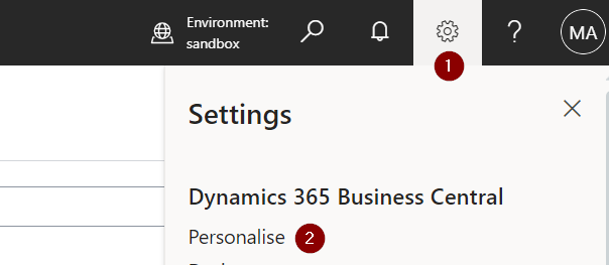 Environment:
sandbox
?
MA
1
Settings
Dynamics 365 Business Central
Personalise 2